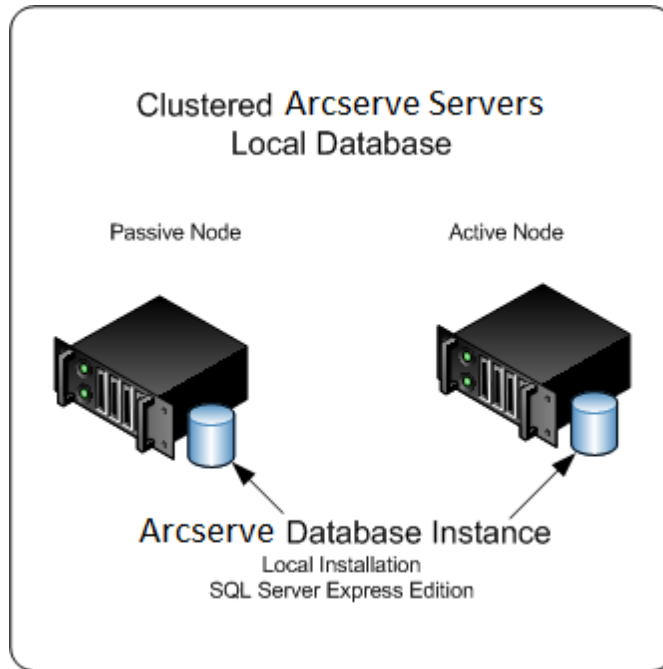 Clustered Arcserve Servers
Local Database
Passive Node
Active Node
Arcserve Database Instance
Local Installation
SQL Server Express Edition